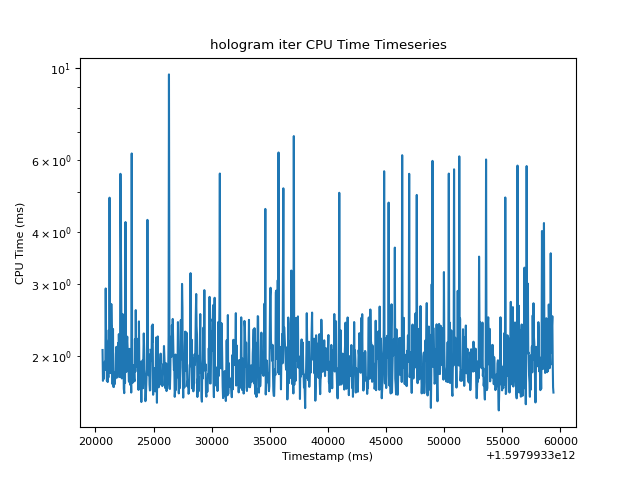 hologram iter CPU Time Timeseries
CPU Time (ms)
10¹
6 × 10⁰
4 × 10⁰
3 × 10⁰
2 × 10⁰
20000 25000 30000 35000 40000 45000 50000 55000 60000
Timestamp (ms)
+1.5979933e12